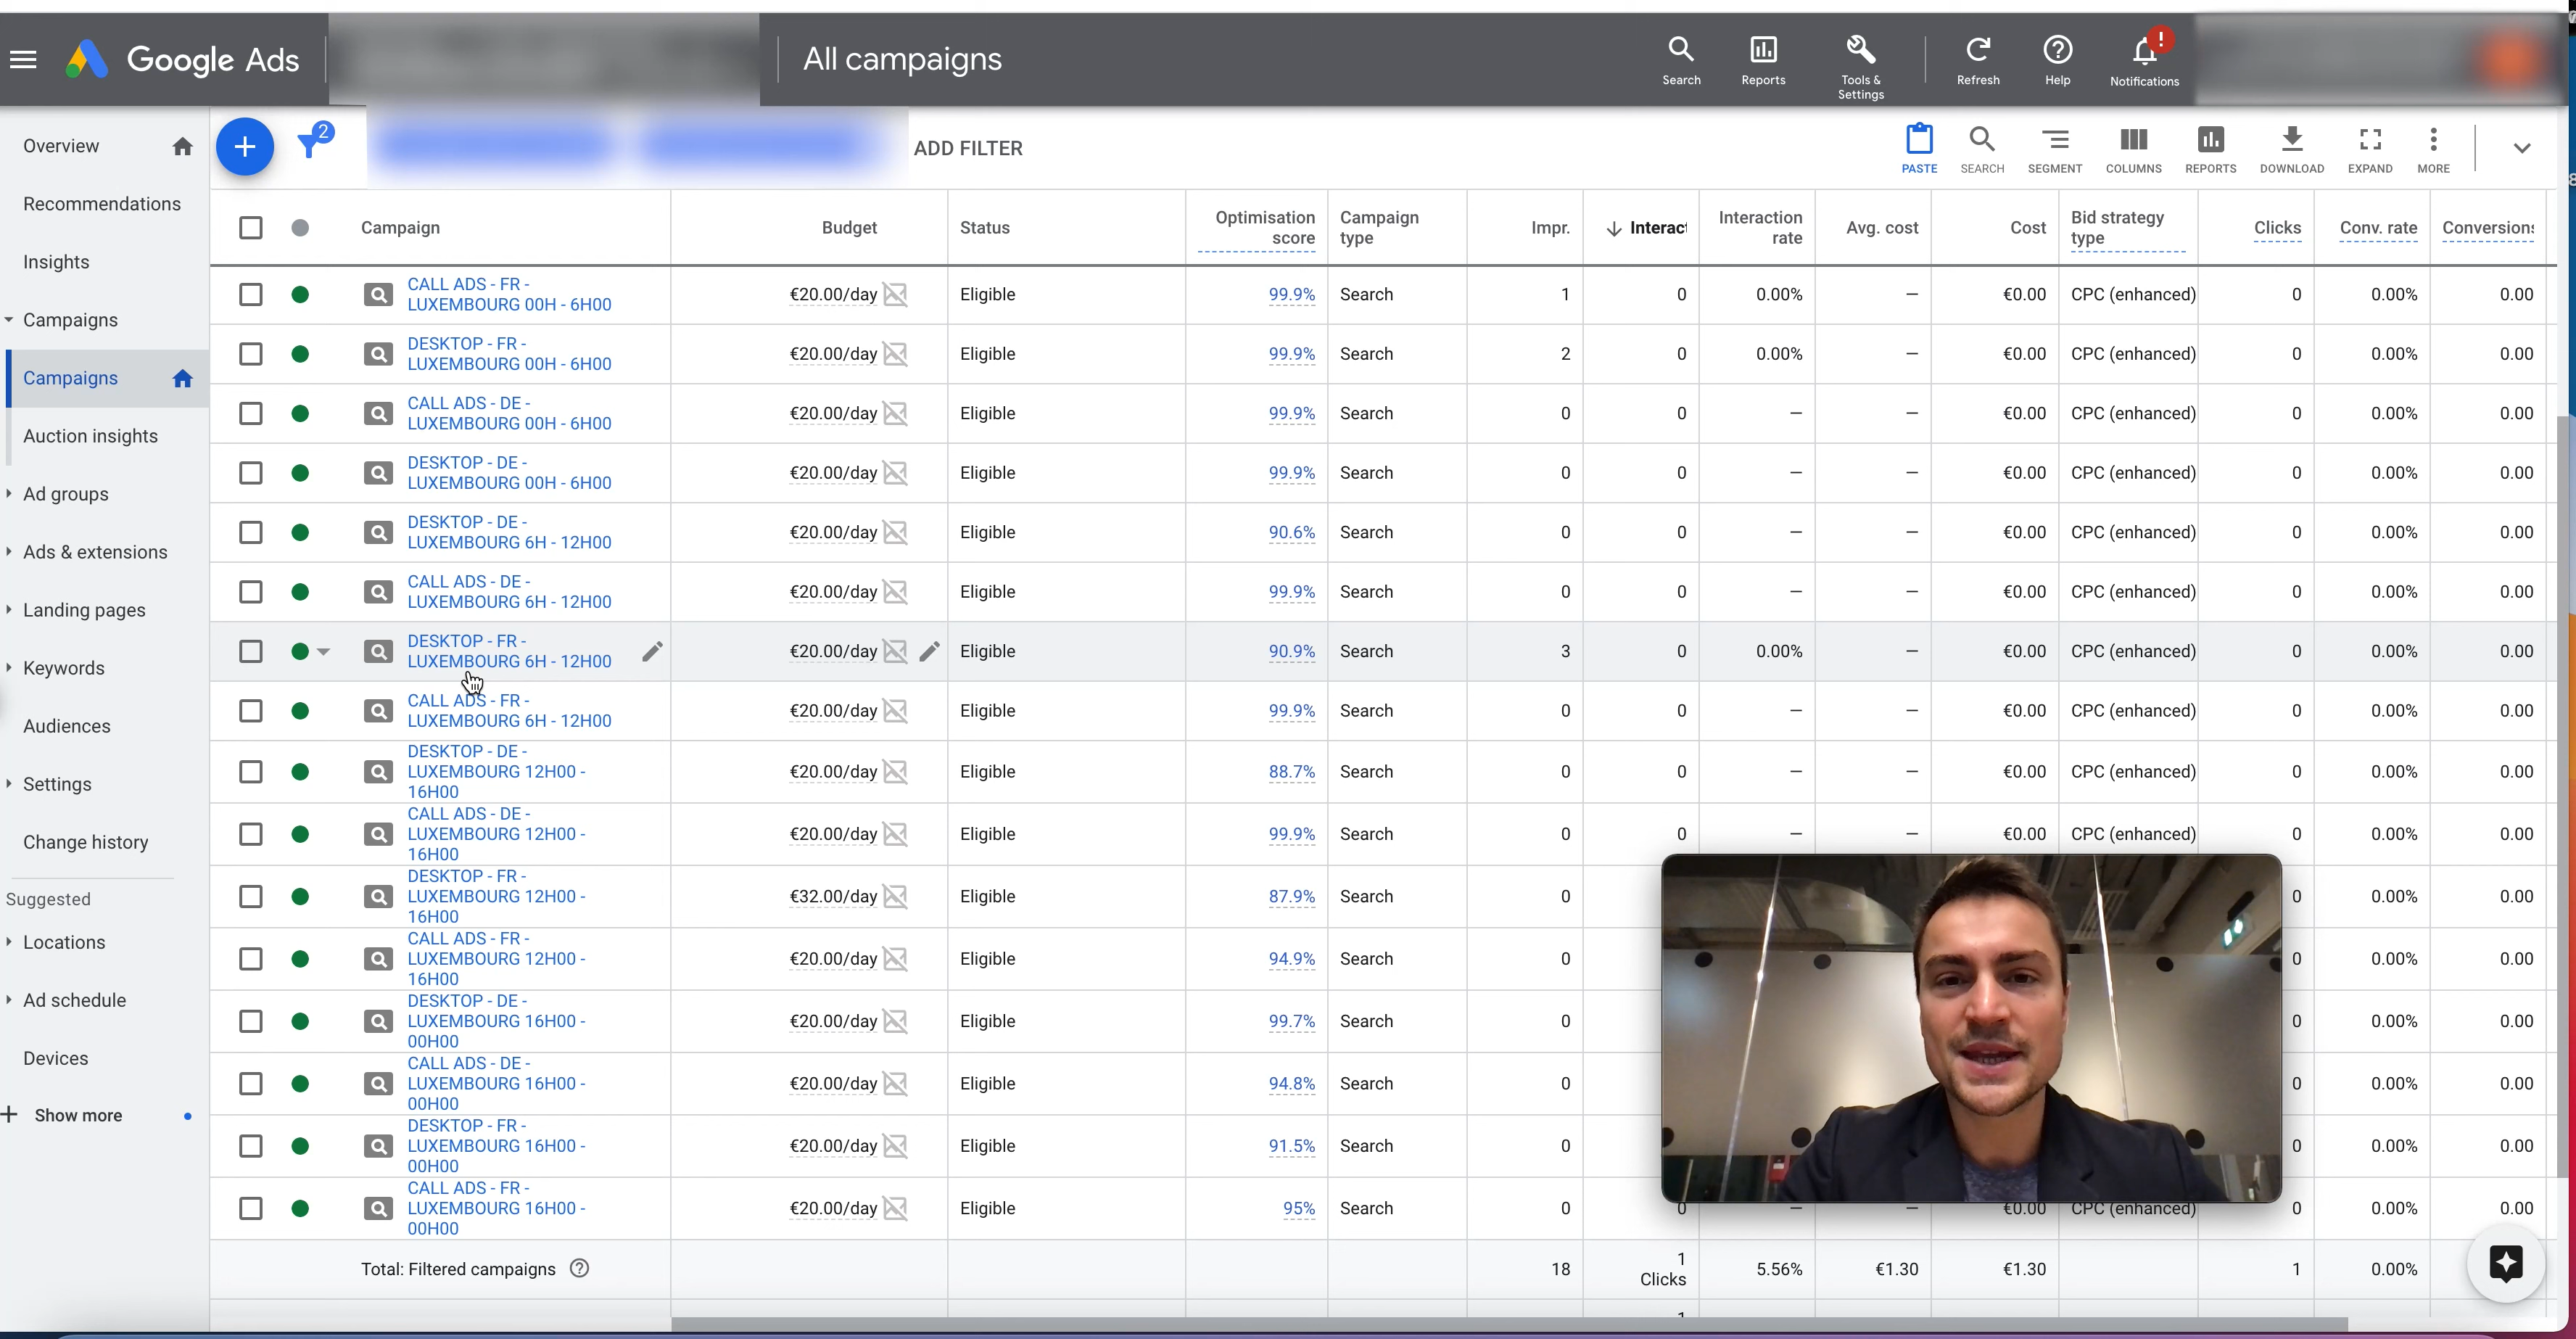 Google Ads
All campaigns
Search
Reports
Tools &
Settings
Refresh
Help
!
Notifications
Overview
Recommendations
Insights
Campaigns
Campaigns
Auction insights
Ad groups
Ads & extensions
Landing pages
Keywords
Audiences
Settings
Change history
Suggested
Locations
Ad schedule
Devices
Show more
2
ADD FILTER
PASTE
SEARCH
SEGMENT
COLUMNS
REPORTS
DOWNLOAD
EXPAND
MORE
Campaign Budget Status Optimisation score Campaign type Impr. Interact Interaction rate Avg. cost Cost Bid strategy type Clicks Conv. rate Conversions
CALL ADS - FR -
LUXEMBOURG 00H - 6H00 €20.00/day Eligible 99.9% Search 1 0 0.00% — €0.00 CPC (enhanced) 0 0.00% 0.00
DESKTOP - FR -
LUXEMBOURG 00H - 6H00 €20.00/day Eligible 99.9% Search 2 0 0.00% — €0.00 CPC (enhanced) 0 0.00% 0.00
CALL ADS - DE -
LUXEMBOURG 00H - 6H00 €20.00/day Eligible 99.9% Search 0 0 — — €0.00 CPC (enhanced) 0 0.00% 0.00
DESKTOP - DE -
LUXEMBOURG 00H - 6H00 €20.00/day Eligible 99.9% Search 0 0 — — €0.00 CPC (enhanced) 0 0.00% 0.00
DESKTOP - DE -
LUXEMBOURG 6H - 12H00 €20.00/day Eligible 90.6% Search 0 0 — — €0.00 CPC (enhanced) 0 0.00% 0.00
CALL ADS - DE -
LUXEMBOURG 6H - 12H00 €20.00/day Eligible 99.9% Search 0 0 — — €0.00 CPC (enhanced) 0 0.00% 0.00
DESKTOP - FR -
LUXEMBOURG 6H - 12H00 €20.00/day Eligible 90.9% Search 3 0 0.00% — €0.00 CPC (enhanced) 0 0.00% 0.00
CALL ADS - FR -
LUXEMBOURG 6H - 12H00 €20.00/day Eligible 99.9% Search 0 0 — — €0.00 CPC (enhanced) 0 0.00% 0.00
DESKTOP - DE -
LUXEMBOURG 12H00 - €20.00/day Eligible 88.7% Search 0 0 — — €0.00 CPC (enhanced) 0 0.00% 0.00
16H00
CALL ADS - DE -
LUXEMBOURG 12H00 - €20.00/day Eligible 99.9% Search 0 0 — — €0.00 CPC (enhanced) 0 0.00% 0.00
16H00
DESKTOP - FR -
LUXEMBOURG 12H00 - €32.00/day Eligible 87.9% Search 0 0 0.00% 0.00
16H00
CALL ADS - FR -
LUXEMBOURG 12H00 - €20.00/day Eligible 94.9% Search 0 0 0.00% 0.00
16H00
DESKTOP - DE -
LUXEMBOURG 16H00 - €20.00/day Eligible 99.7% Search 0 0 0.00% 0.00
00H00
CALL ADS - DE -
LUXEMBOURG 16H00 - €20.00/day Eligible 94.8% Search 0 0 0.00% 0.00
00H00
DESKTOP - FR -
LUXEMBOURG 16H00 - €20.00/day Eligible 91.5% Search 0 0 0.00% 0.00
00H00
CALL ADS - FR -
LUXEMBOURG 16H00 - €20.00/day Eligible 95% Search 0 0 — — €0.00 CPC (enhanced) 0 0.00% 0.00
00H00
Total: Filtered campaigns 18 1 Clicks 5.56% €1.30 €1.30 1 0.00%